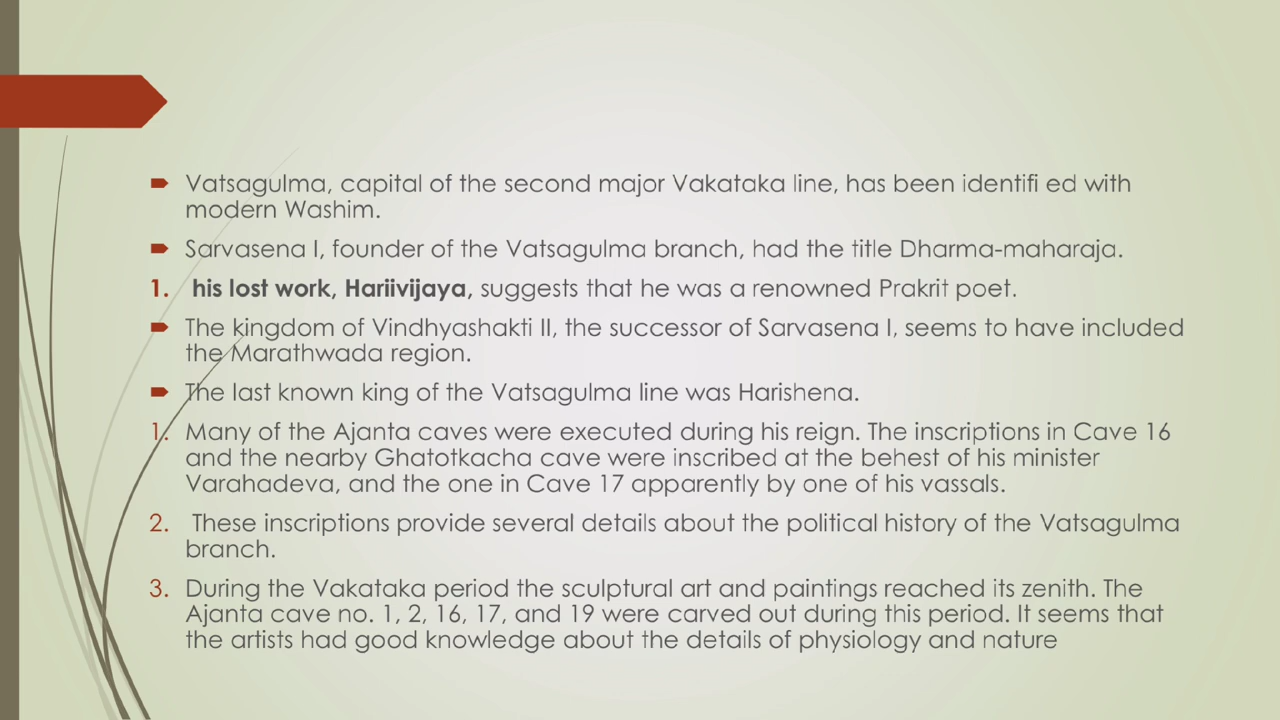 Vatsagulma, capital of the second major Vakataka line, has been identifi ed with
modern Washim.
Sarvasena I, founder of the Vatsagulma branch, had the title Dharma-maharaja.
1. his lost work, Hariivijaya, suggests that he was a renowned Prakrit poet.
The kingdom of Vindhyashakti II, the successor of Sarvasena I, seems to have included
the Marathwada region.
The last known king of the Vatsagulma line was Harishena.
1. Many of the Ajanta caves were executed during his reign. The inscriptions in Cave 16
and the nearby Ghatotkacha cave were inscribed at the behest of his minister
Varahadeva, and the one in Cave 17 apparently by one of his vassals.
2. These inscriptions provide several details about the political history of the Vatsagulma
branch.
3. During the Vakataka period the sculptural art and paintings reached its zenith. The
Ajanta cave no. 1, 2, 16, 17, and 19 were carved out during this period. It seems that
the artists had good knowledge about the details of physiology and nature